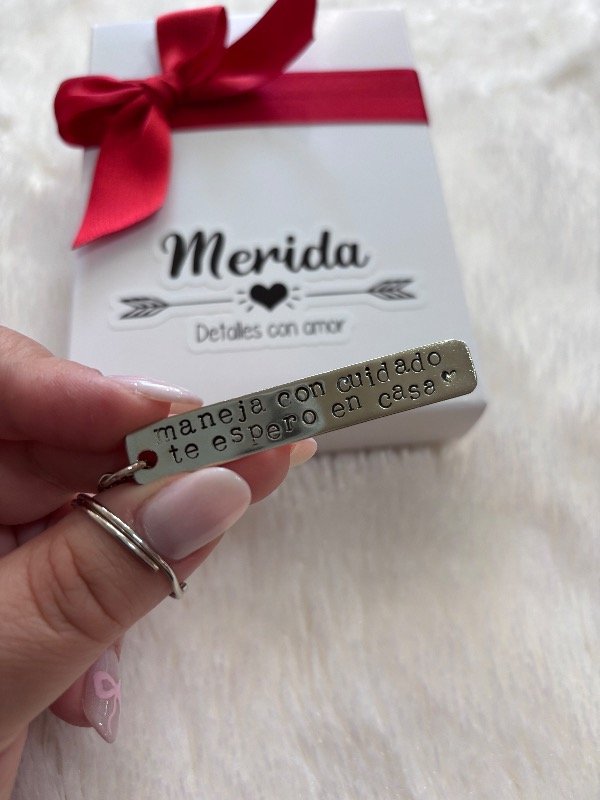 Merida
Detalles con amor
maneja con cuidado
te espero en casa